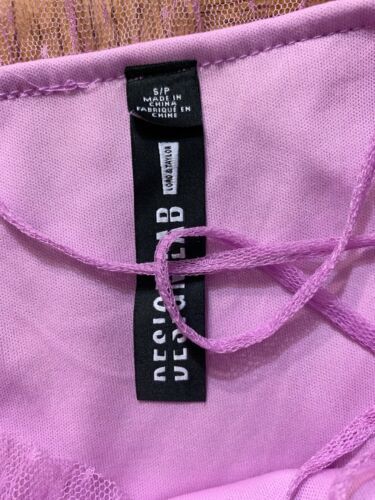 S/P
MADE IN
CHINA
FABRIQUÉ EN
CHINE
LORD & TAYLOR
DESIGN LAB